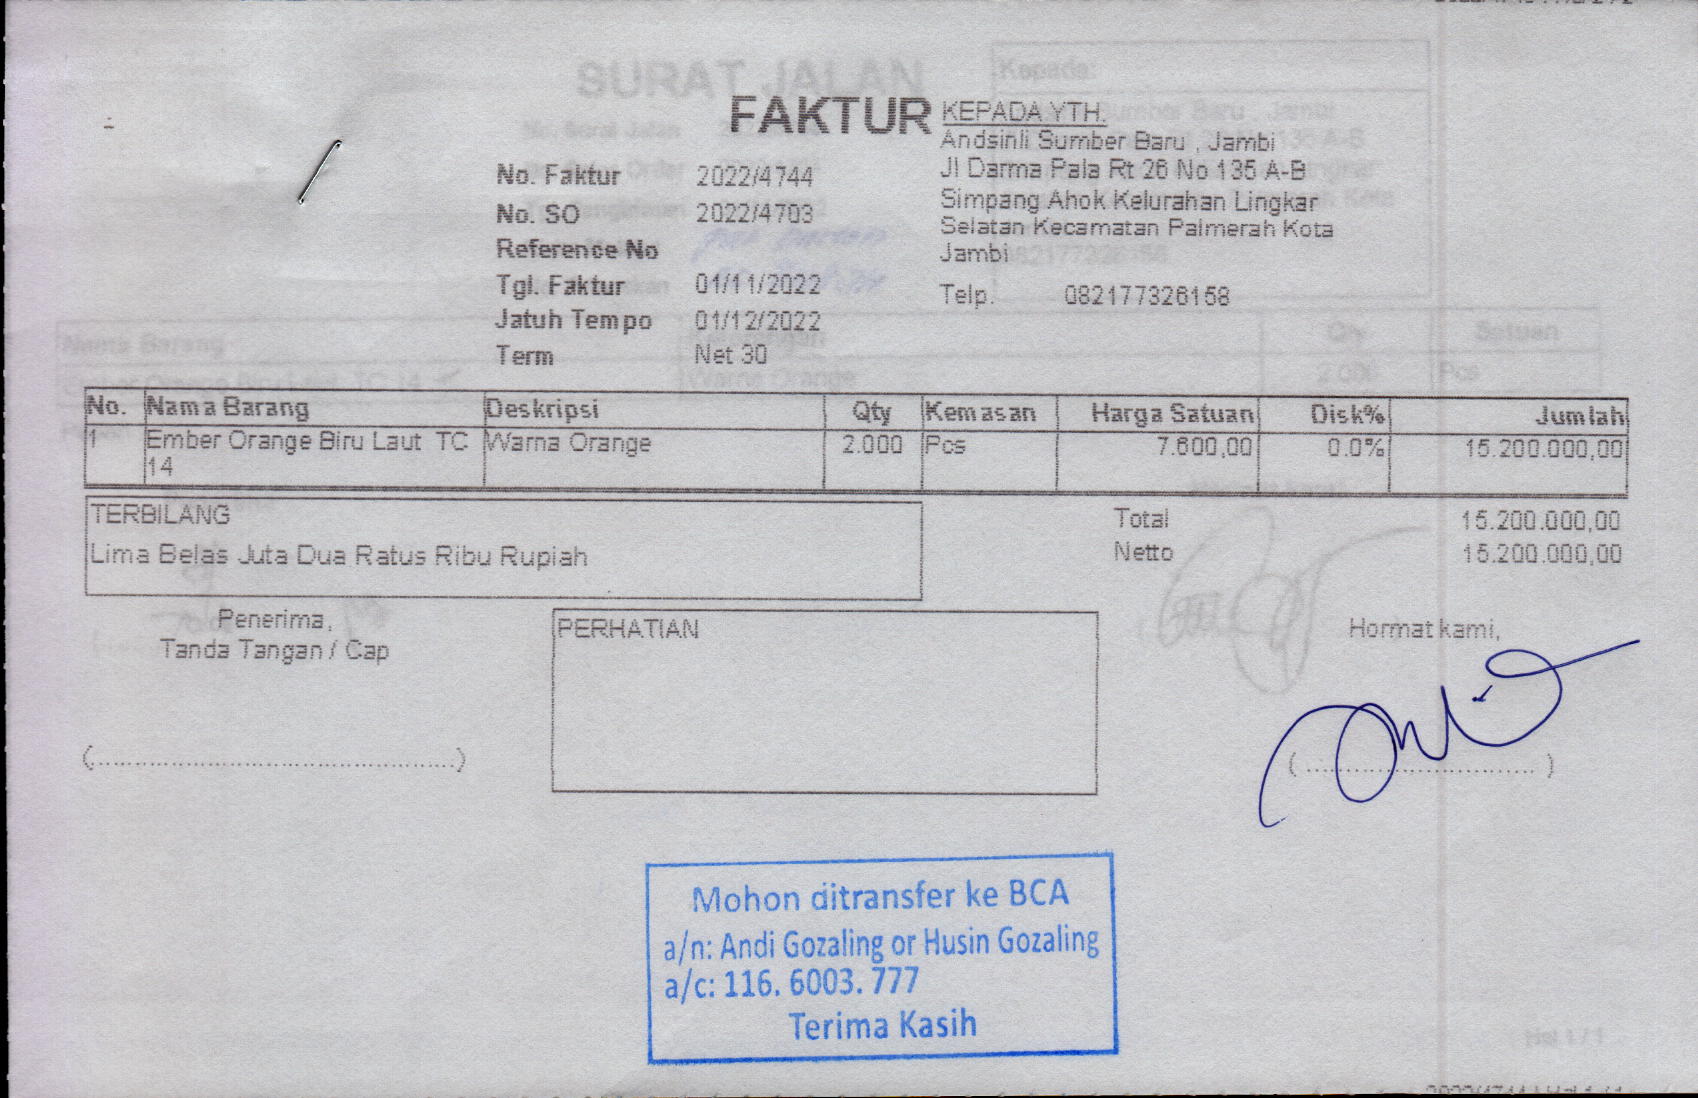 FAKTUR
No. Faktur 2022/4744
No. SO 2022/4703
Reference No
Tgl. Faktur 01/11/2022
Jatuh Tempo 01/12/2022
Term Net 30
KEPADA YTH.
Andsinli Sumber Baru , Jambi
Jl Darma Pala Rt 26 No 135 A-B
Simpang Ahok Kelurahan Lingkar
Selatan Kecamatan Palmerah Kota
Jambi
Telp. 082177326158
No. Nama Barang Deskripsi Qty Kemasan Harga Satuan Disk% Jumlah
1 Ember Orange Biru Laut TC Warna Orange 2.000 Pcs 7.600,00 0.0% 15.200.000,00
14
TERBILANG
Lima Belas Juta Dua Ratus Ribu Rupiah
Total 15.200.000,00
Netto 15.200.000,00
Penerima,
Tanda Tangan / Cap
PERHATIAN
Hormat kami,
Mohon ditransfer ke BCA
a/n: Andi Gozaling or Husin Gozaling
a/c: 116. 6003. 777
Terima Kasih